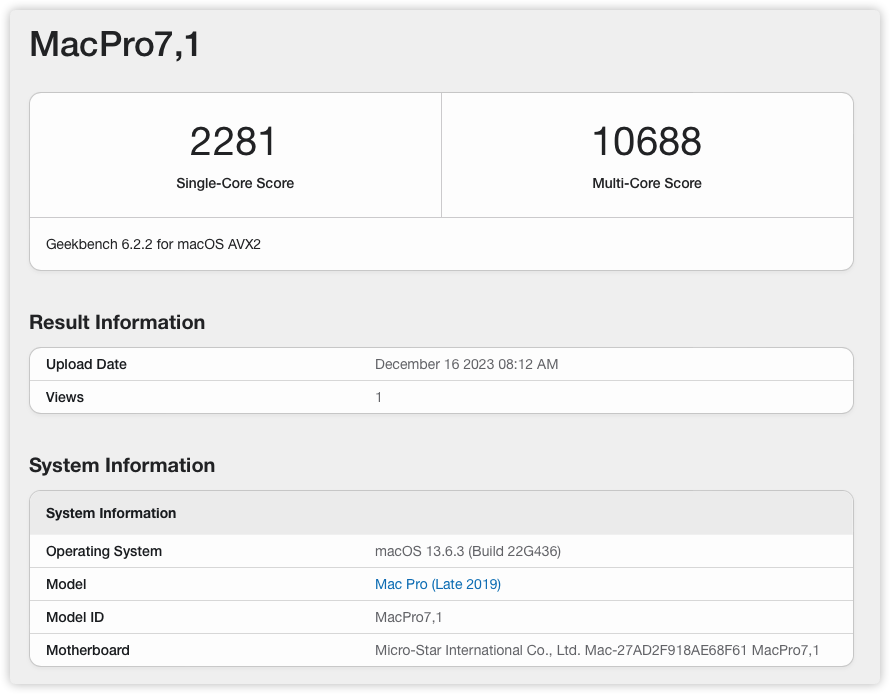 MacPro7,1
2281
Single-Core Score
10688
Multi-Core Score
Geekbench 6.2.2 for macOS AVX2
Result Information
Upload Date December 16 2023 08:12 AM
Views 1
System Information
System Information
Operating System macOS 13.6.3 (Build 22G436)
Model Mac Pro (Late 2019)
Model ID MacPro7,1
Motherboard Micro-Star International Co., Ltd. Mac-27AD2F918AE68F61 MacPro7,1